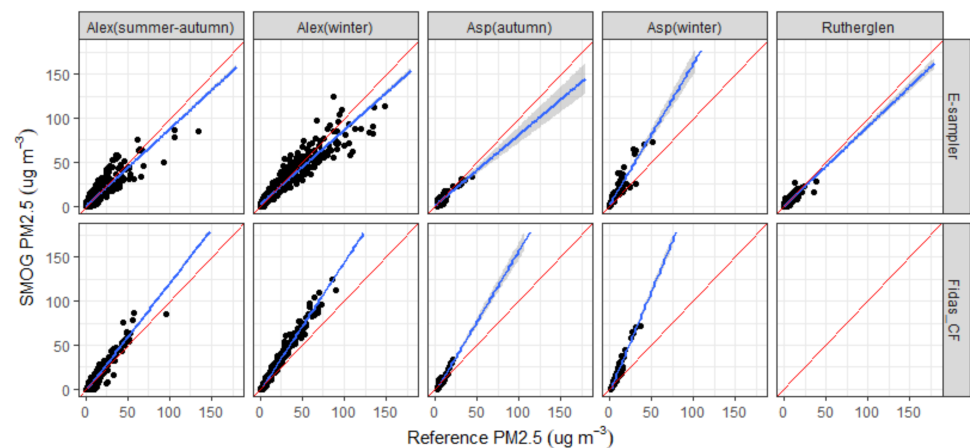 Alex(summer-autumn) Alex(winter) Asp(autumn) Asp(winter) Rutherglen
150
100
50
0
E-sampler
150
100
50
0
Fidas_CF
SMOG PM2.5 (ug m⁻³)
0 50 100 150 0 50 100 150 0 50 100 150 0 50 100 150 0 50 100 150
Reference PM2.5 (ug m⁻³)